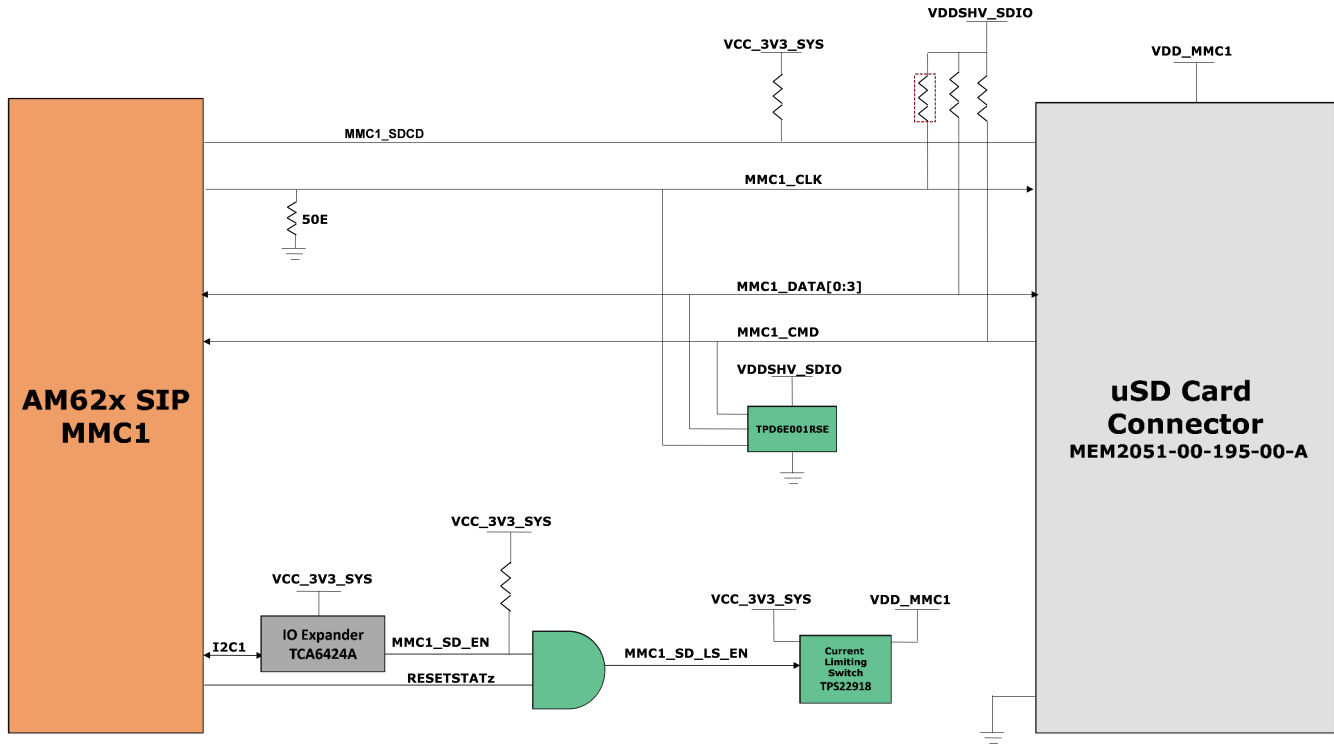 VDDSHV_SDIO
VCC_3V3_SYS
VDD_MMC1
MMC1_SDCD
MMC1_CLK
50E
MMC1_DATA[0:3]
MMC1_CMD
VDDSHV_SDIO
AM62x SIP
MMC1
TPD6E001RSE
uSD Card
Connector
MEM2051-00-195-00-A
VCC_3V3_SYS
VCC_3V3_SYS
VCC_3V3_SYS
VDD_MMC1
I2C1
IO Expander
TCA6424A
MMC1_SD_EN
MMC1_SD_LS_EN
Current
Limiting
Switch
TPS22918
RESETSTATz